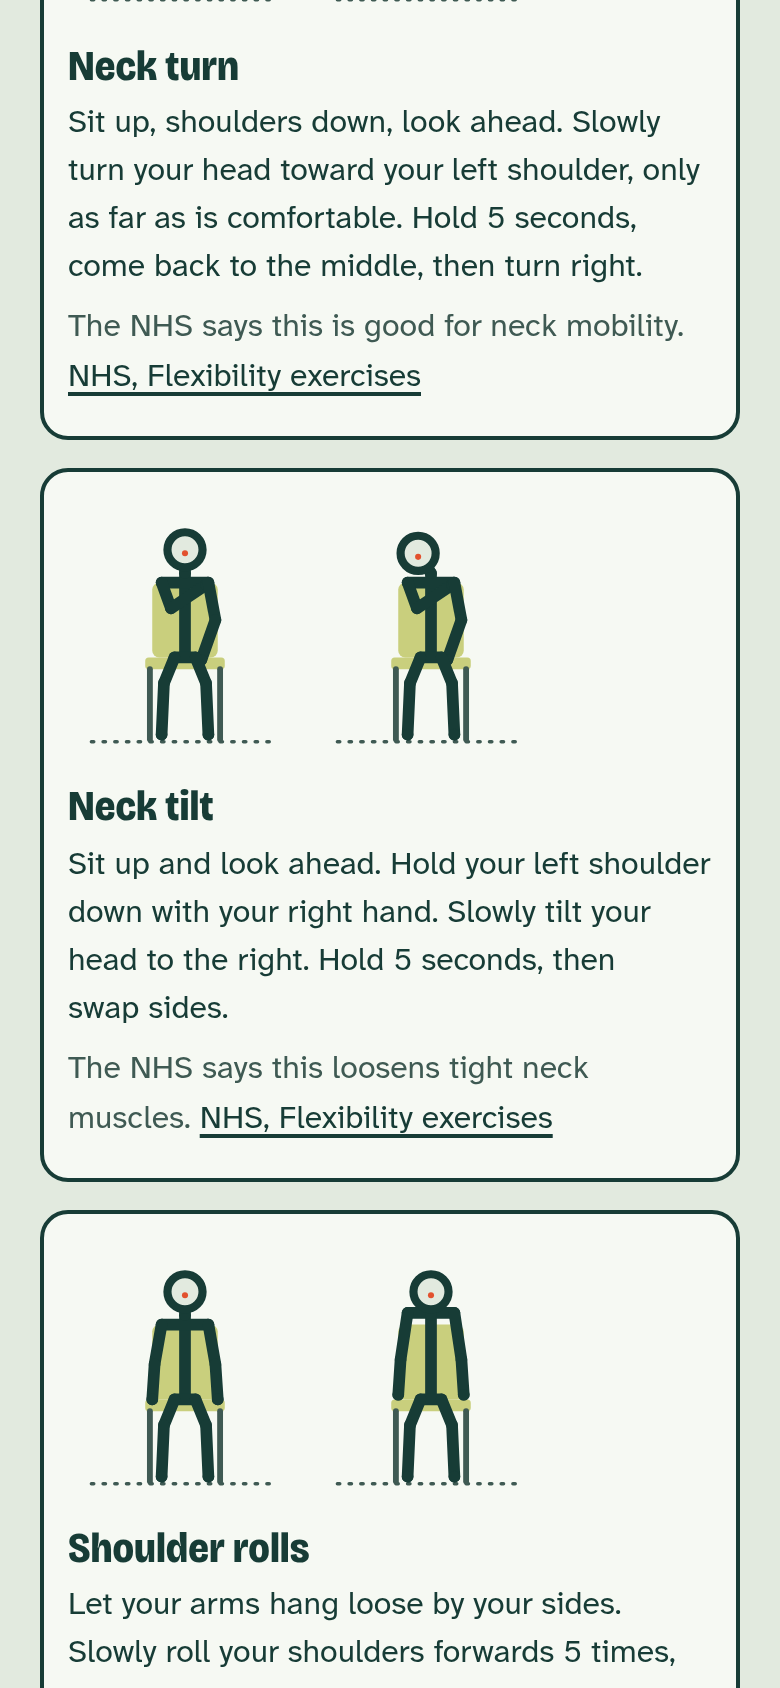 Neck turn
Sit up, shoulders down, look ahead. Slowly
turn your head toward your left shoulder, only
as far as is comfortable. Hold 5 seconds,
come back to the middle, then turn right.
The NHS says this is good for neck mobility.
NHS, Flexibility exercises
Neck tilt
Sit up and look ahead. Hold your left shoulder
down with your right hand. Slowly tilt your
head to the right. Hold 5 seconds, then
swap sides.
The NHS says this loosens tight neck
muscles. NHS, Flexibility exercises
Shoulder rolls
Let your arms hang loose by your sides.
Slowly roll your shoulders forwards 5 times,